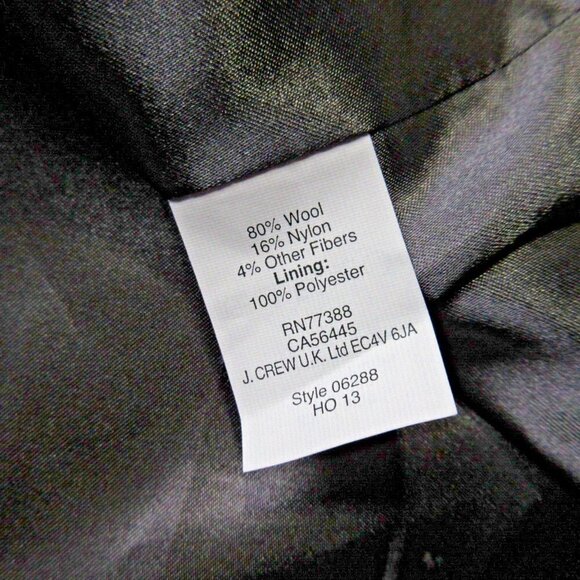 80% Wool
16% Nylon
4% Other Fibers
Lining:
100% Polyester
RN77388
CA56445
J. CREW U.K. Ltd EC4V 6JA
Style 06288
HO 13